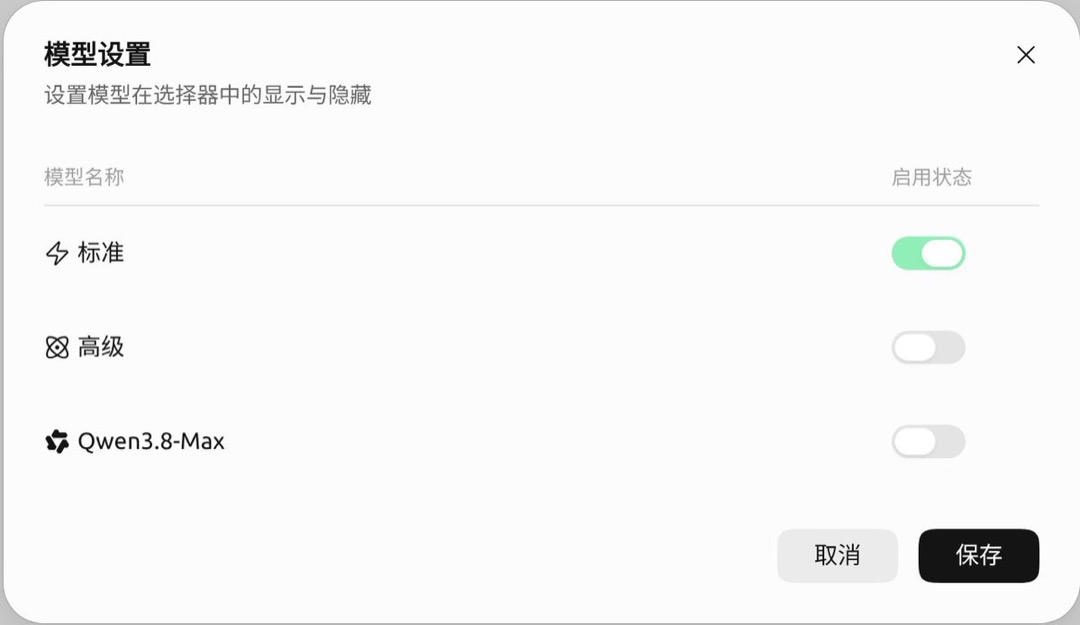 模型设置
设置模型在选择器中的显示与隐藏
模型名称 启用状态
标准
高级
Qwen3.8-Max
取消 保存